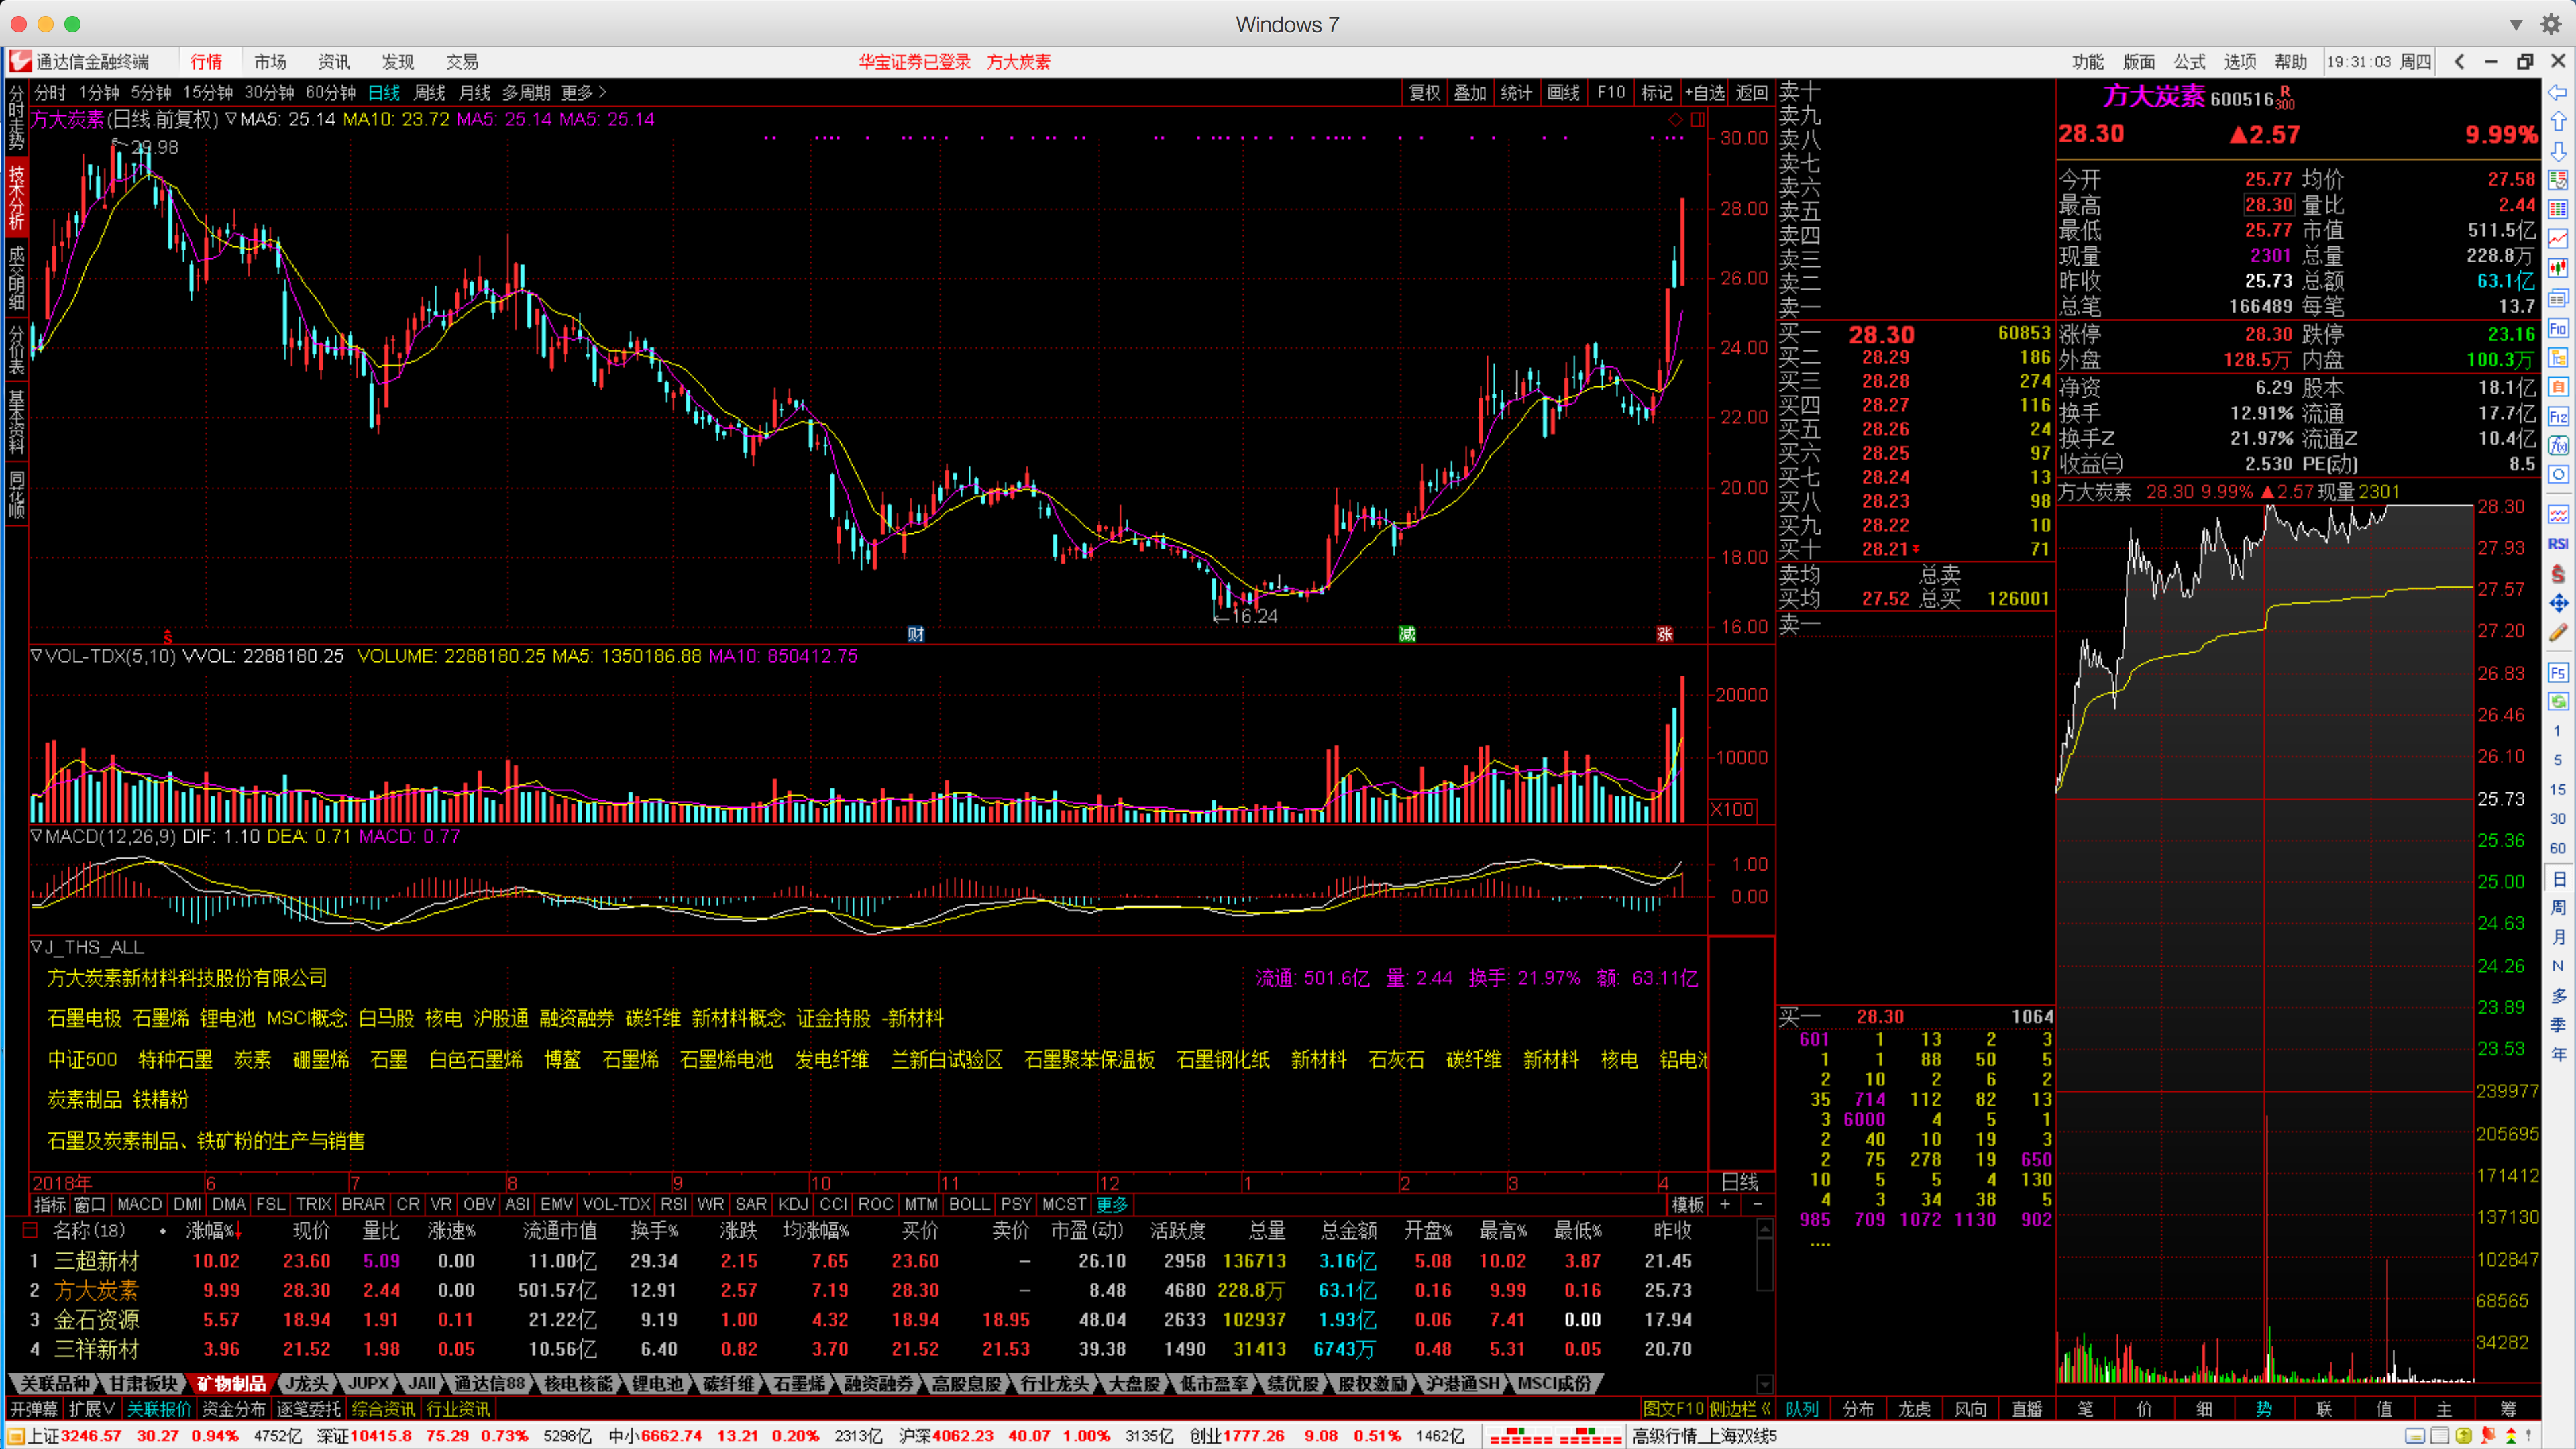 Windows 7
通达信金融终端 行情 市场 资讯 发现 交易 华宝证券已登录 方大炭素 功能 版面 公式 选项 帮助 19:31:03 周四
分时 1分钟 5分钟 15分钟 30分钟 60分钟 日线 周线 月线 多周期 更多 复权 叠加 统计 画线 F10 标记 +自选 返回
分时走势
技术分析
成交明细
分价表
基本资料
同花顺
方大炭素(日线.前复权) MA5: 25.14 MA10: 23.72 MA5: 25.14 MA5: 25.14
29.98
16.24
30.00
28.00
26.00
24.00
22.00
20.00
18.00
16.00
财 减 涨
VOL-TDX(5,10) VVOL: 2288180.25 VOLUME: 2288180.25 MA5: 1350186.88 MA10: 850412.75
20000
10000
X100
MACD(12,26,9) DIF: 1.10 DEA: 0.71 MACD: 0.77
1.00
0.00
J_THS_ALL
方大炭素新材料科技股份有限公司 流通: 501.6亿 量: 2.44 换手: 21.97% 额: 63.11亿
石墨电极 石墨烯 锂电池 MSCI概念 白马股 核电 沪股通 融资融券 碳纤维 新材料概念 证金持股 -新材料
中证500 特种石墨 炭素 硼墨烯 石墨 白色石墨烯 博鳌 石墨烯 石墨烯电池 发电纤维 兰新白试验区 石墨聚苯保温板 石墨钢化纸 新材料 石灰石 碳纤维 新材料 核电 铝电池
炭素制品 铁精粉
石墨及炭素制品、铁矿粉的生产与销售
2018年 6 7 8 9 10 11 12 1 2 3 4 日线
指标 窗口 MACD DMI DMA FSL TRIX BRAR CR VR OBV ASI EMV VOL-TDX RSI WR SAR KDJ CCI ROC MTM BOLL PSY MCST 更多 模板 + -
名称(18) 涨幅% 现价 量比 涨速% 流通市值 换手% 涨跌 均涨幅% 买价 卖价 市盈(动) 活跃度 总量 总金额 开盘% 最高% 最低% 昨收
1 三超新材 10.02 23.60 5.09 0.00 11.00亿 29.34 2.15 7.65 23.60 – 26.10 2958 136713 3.16亿 5.08 10.02 3.87 21.45
2 方大炭素 9.99 28.30 2.44 0.00 501.57亿 12.91 2.57 7.19 28.30 – 8.48 4680 228.8万 63.1亿 0.16 9.99 0.16 25.73
3 金石资源 5.57 18.94 1.91 0.11 21.22亿 9.19 1.00 4.32 18.94 18.95 48.04 2633 102937 1.93亿 0.06 7.41 0.00 17.94
4 三祥新材 3.96 21.52 1.98 0.05 10.56亿 6.40 0.82 3.70 21.52 21.53 39.38 1490 31413 6743万 0.48 5.31 0.05 20.70
关联品种 甘肃板块 矿物制品 J龙头 JUPX JAll 通达信88 核电核能 锂电池 碳纤维 石墨烯 融资融券 高股息股 行业龙头 大盘股 低市盈率 绩优股 股权激励 沪港通SH MSCI成份
开弹幕 扩展 关联报价 资金分布 逐笔委托 综合资讯 行业资讯 图文F10 侧边栏
卖十
卖九
卖八
卖七
卖六
卖五
卖四
卖三
卖二
卖一
买一 28.30 60853
买二 28.29 186
买三 28.28 274
买四 28.27 116
买五 28.26 24
买六 28.25 97
买七 28.24 13
买八 28.23 98
买九 28.22 10
买十 28.21 71
卖均 总卖
买均 27.52 总买 126001
卖一
买一 28.30 1064
601 1 13 2 3
1 1 88 50 5
2 10 2 6 2
35 714 112 82 13
3 6000 4 5 1
2 40 10 19 3
2 75 278 19 650
10 5 5 4 130
4 3 34 38 5
985 709 1072 1130 902
....
队列 分布 龙虎 风向 直播
方大炭素 600516 R 300
28.30 ▲2.57 9.99%
今开 25.77 均价 27.58
最高 28.30 量比 2.44
最低 25.77 市值 511.5亿
现量 2301 总量 228.8万
昨收 25.73 总额 63.1亿
总笔 166489 每笔 13.7
涨停 28.30 跌停 23.16
外盘 128.5万 内盘 100.3万
净资 6.29 股本 18.1亿
换手 12.91% 流通 17.7亿
换手Z 21.97% 流通Z 10.4亿
收益(三) 2.530 PE(动) 8.5
方大炭素 28.30 9.99% ▲2.57 现量 2301
28.30
27.93
27.57
27.20
26.83
26.46
26.10
25.73
25.36
25.00
24.63
24.26
23.89
23.53
239977
205695
171412
137130
102847
68565
34282
笔 价 细 势 联 值 主 筹
F10
自
RSI
F5
1
5
15
30
60
日
周
月
N
多
季
年
上证3246.57 30.27 0.94% 4752亿 深证10415.8 75.29 0.73% 5298亿 中小6662.74 13.21 0.20% 2313亿 沪深4062.23 40.07 1.00% 3135亿 创业1777.26 9.08 0.51% 1462亿 高级行情_上海双线5